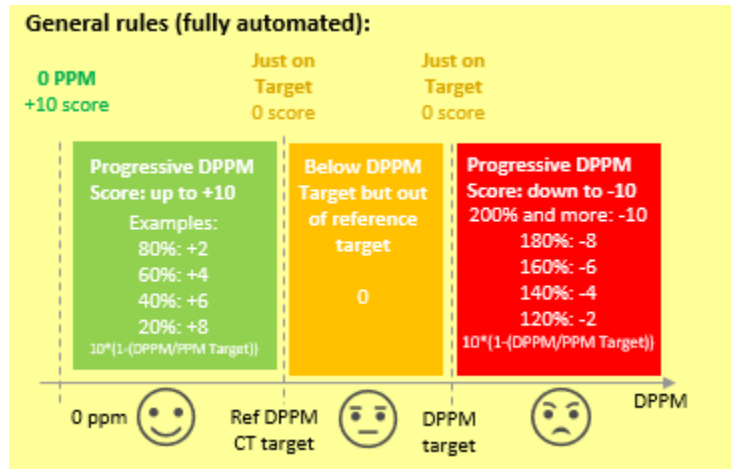 General rules (fully automated):
0 PPM
+10 score
Just on
Target
0 score
Just on
Target
0 score
Progressive DPPM
Score: up to +10
Examples:
80%: +2
60%: +4
40%: +6
20%: +8
10*(1-(DPPM/PPM Target))
Below DPPM
Target but out
of reference
target
0
Progressive DPPM
Score: down to -10
200% and more: -10
180%: -8
160%: -6
140%: -4
120%: -2
10*(1-(DPPM/PPM Target))
0 ppm
Ref DPPM
CT target
DPPM
target
DPPM